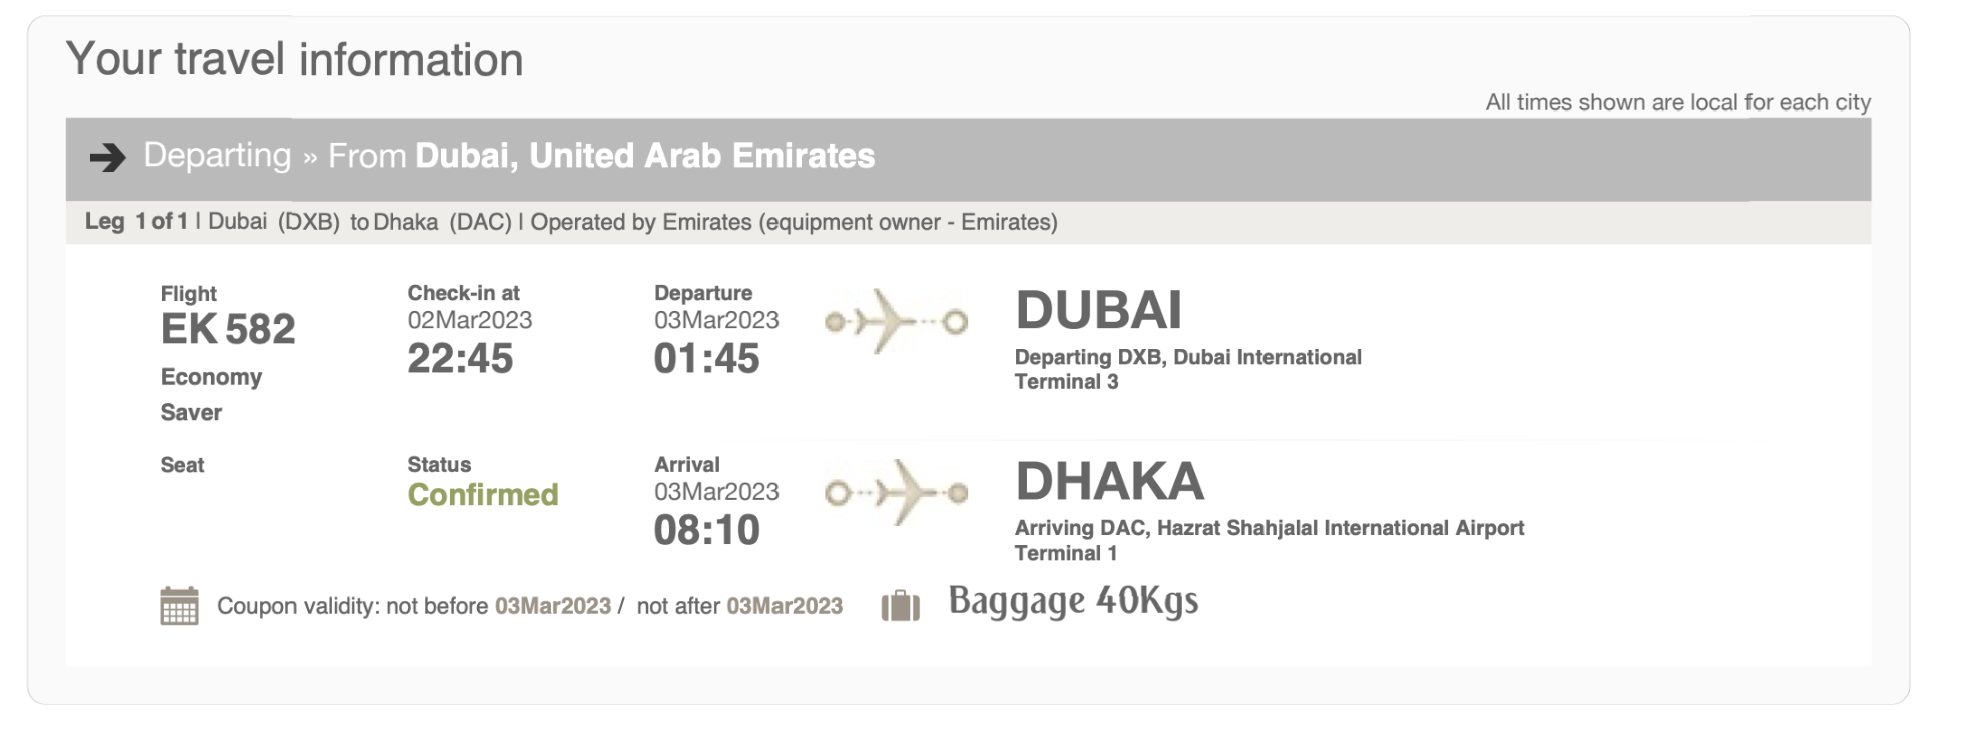 Your travel information
All times shown are local for each city
Departing » From Dubai, United Arab Emirates
Leg 1 of 1 | Dubai (DXB) to Dhaka (DAC) | Operated by Emirates (equipment owner - Emirates)
Flight
EK 582
Economy
Saver
Check-in at
02Mar2023
22:45
Departure
03Mar2023
01:45
DUBAI
Departing DXB, Dubai International
Terminal 3
Seat
Status
Confirmed
Arrival
03Mar2023
08:10
DHAKA
Arriving DAC, Hazrat Shahjalal International Airport
Terminal 1
Coupon validity: not before 03Mar2023 / not after 03Mar2023
Baggage 40Kgs